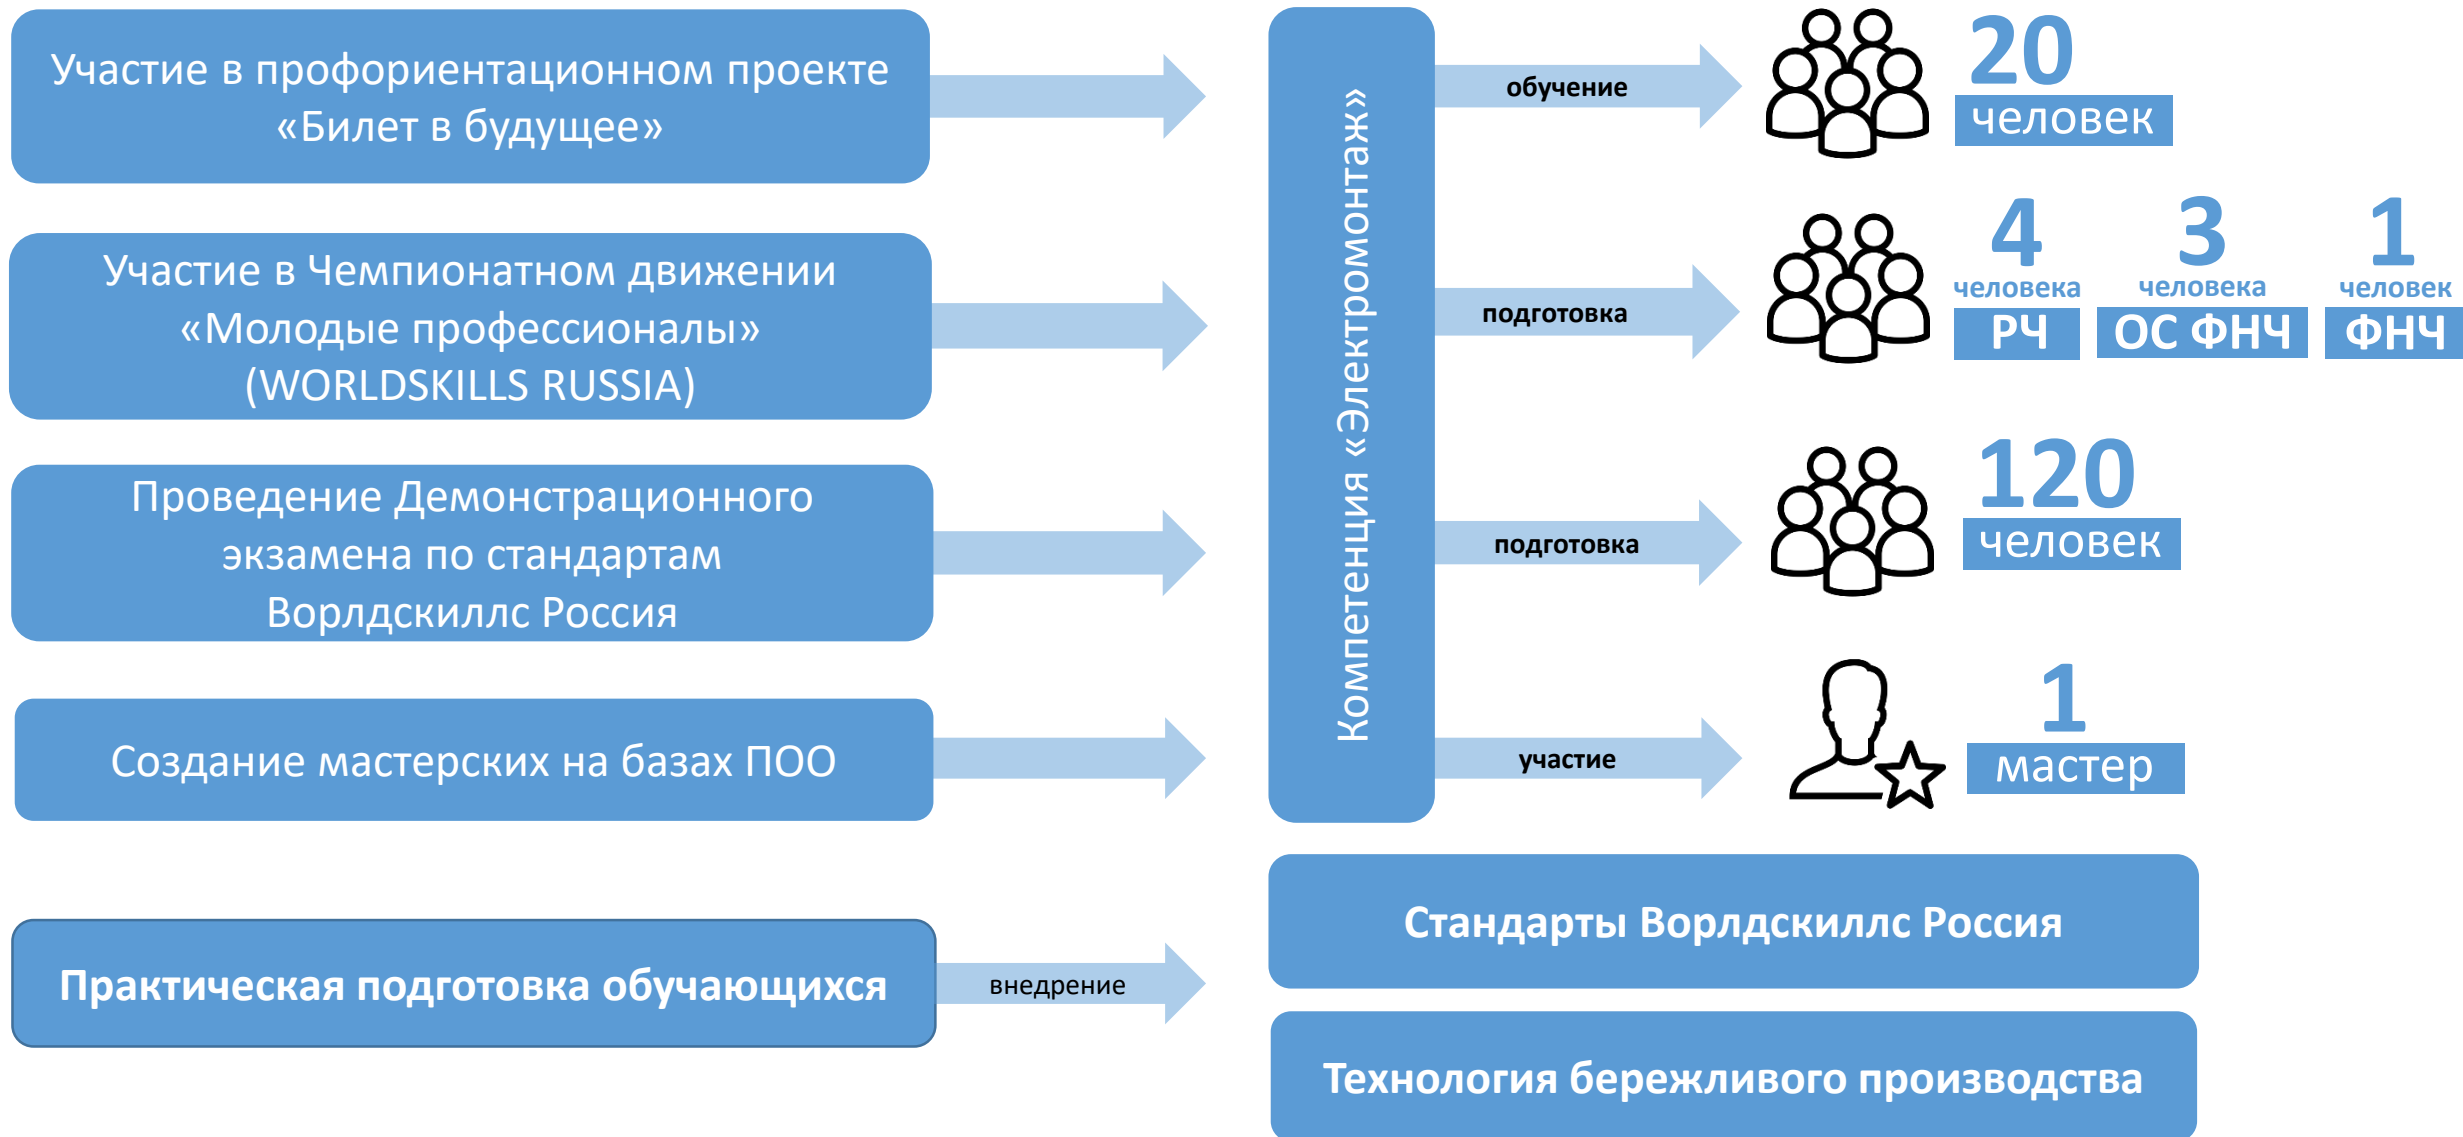 Участие в профориентационном проекте
«Билет в будущее»
обучение
20
человек
Участие в Чемпионатном движении
«Молодые профессионалы»
(WORLDSKILLS RUSSIA)
подготовка
4
человека
РЧ
3
человека
ОС ФНЧ
1
человек
ФНЧ
Проведение Демонстрационного
экзамена по стандартам
Ворлдскиллс Россия
подготовка
120
человек
Создание мастерских на базах ПОО
участие
1
мастер
Компетенция «Электромонтаж»
Практическая подготовка обучающихся
внедрение
Стандарты Ворлдскиллс Россия
Технология бережливого производства